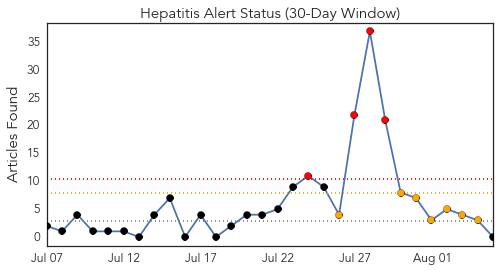 Hepatitis Alert Status (30-Day Window)
Articles Found
35
30
25
20
15
10
5
0
Jul 07
Jul 12
Jul 17
Jul 22
Jul 27
Aug 01